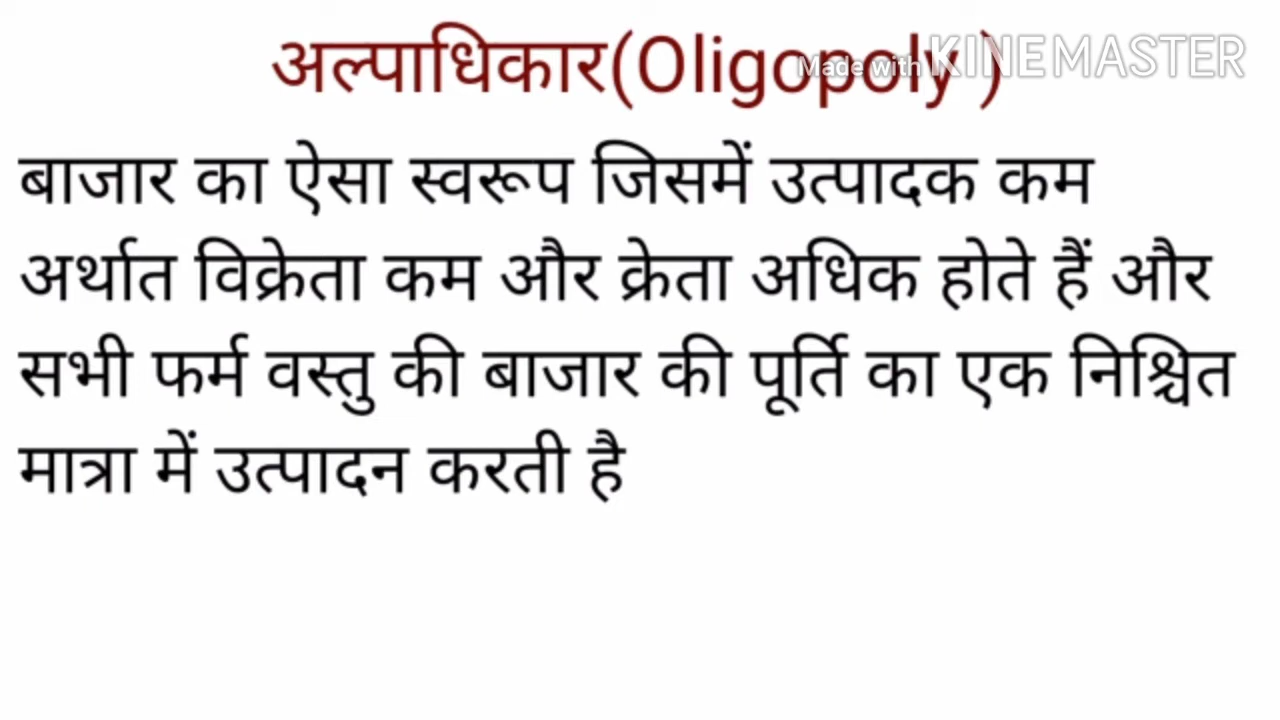 अल्पाधिकार(Oligopoly )
Made with KINEMASTER
बाजार का ऐसा स्वरूप जिसमें उत्पादक कम
अर्थात विक्रेता कम और क्रेता अधिक होते हैं और
सभी फर्म वस्तु की बाजार की पूर्ति का एक निश्चित
मात्रा में उत्पादन करती है